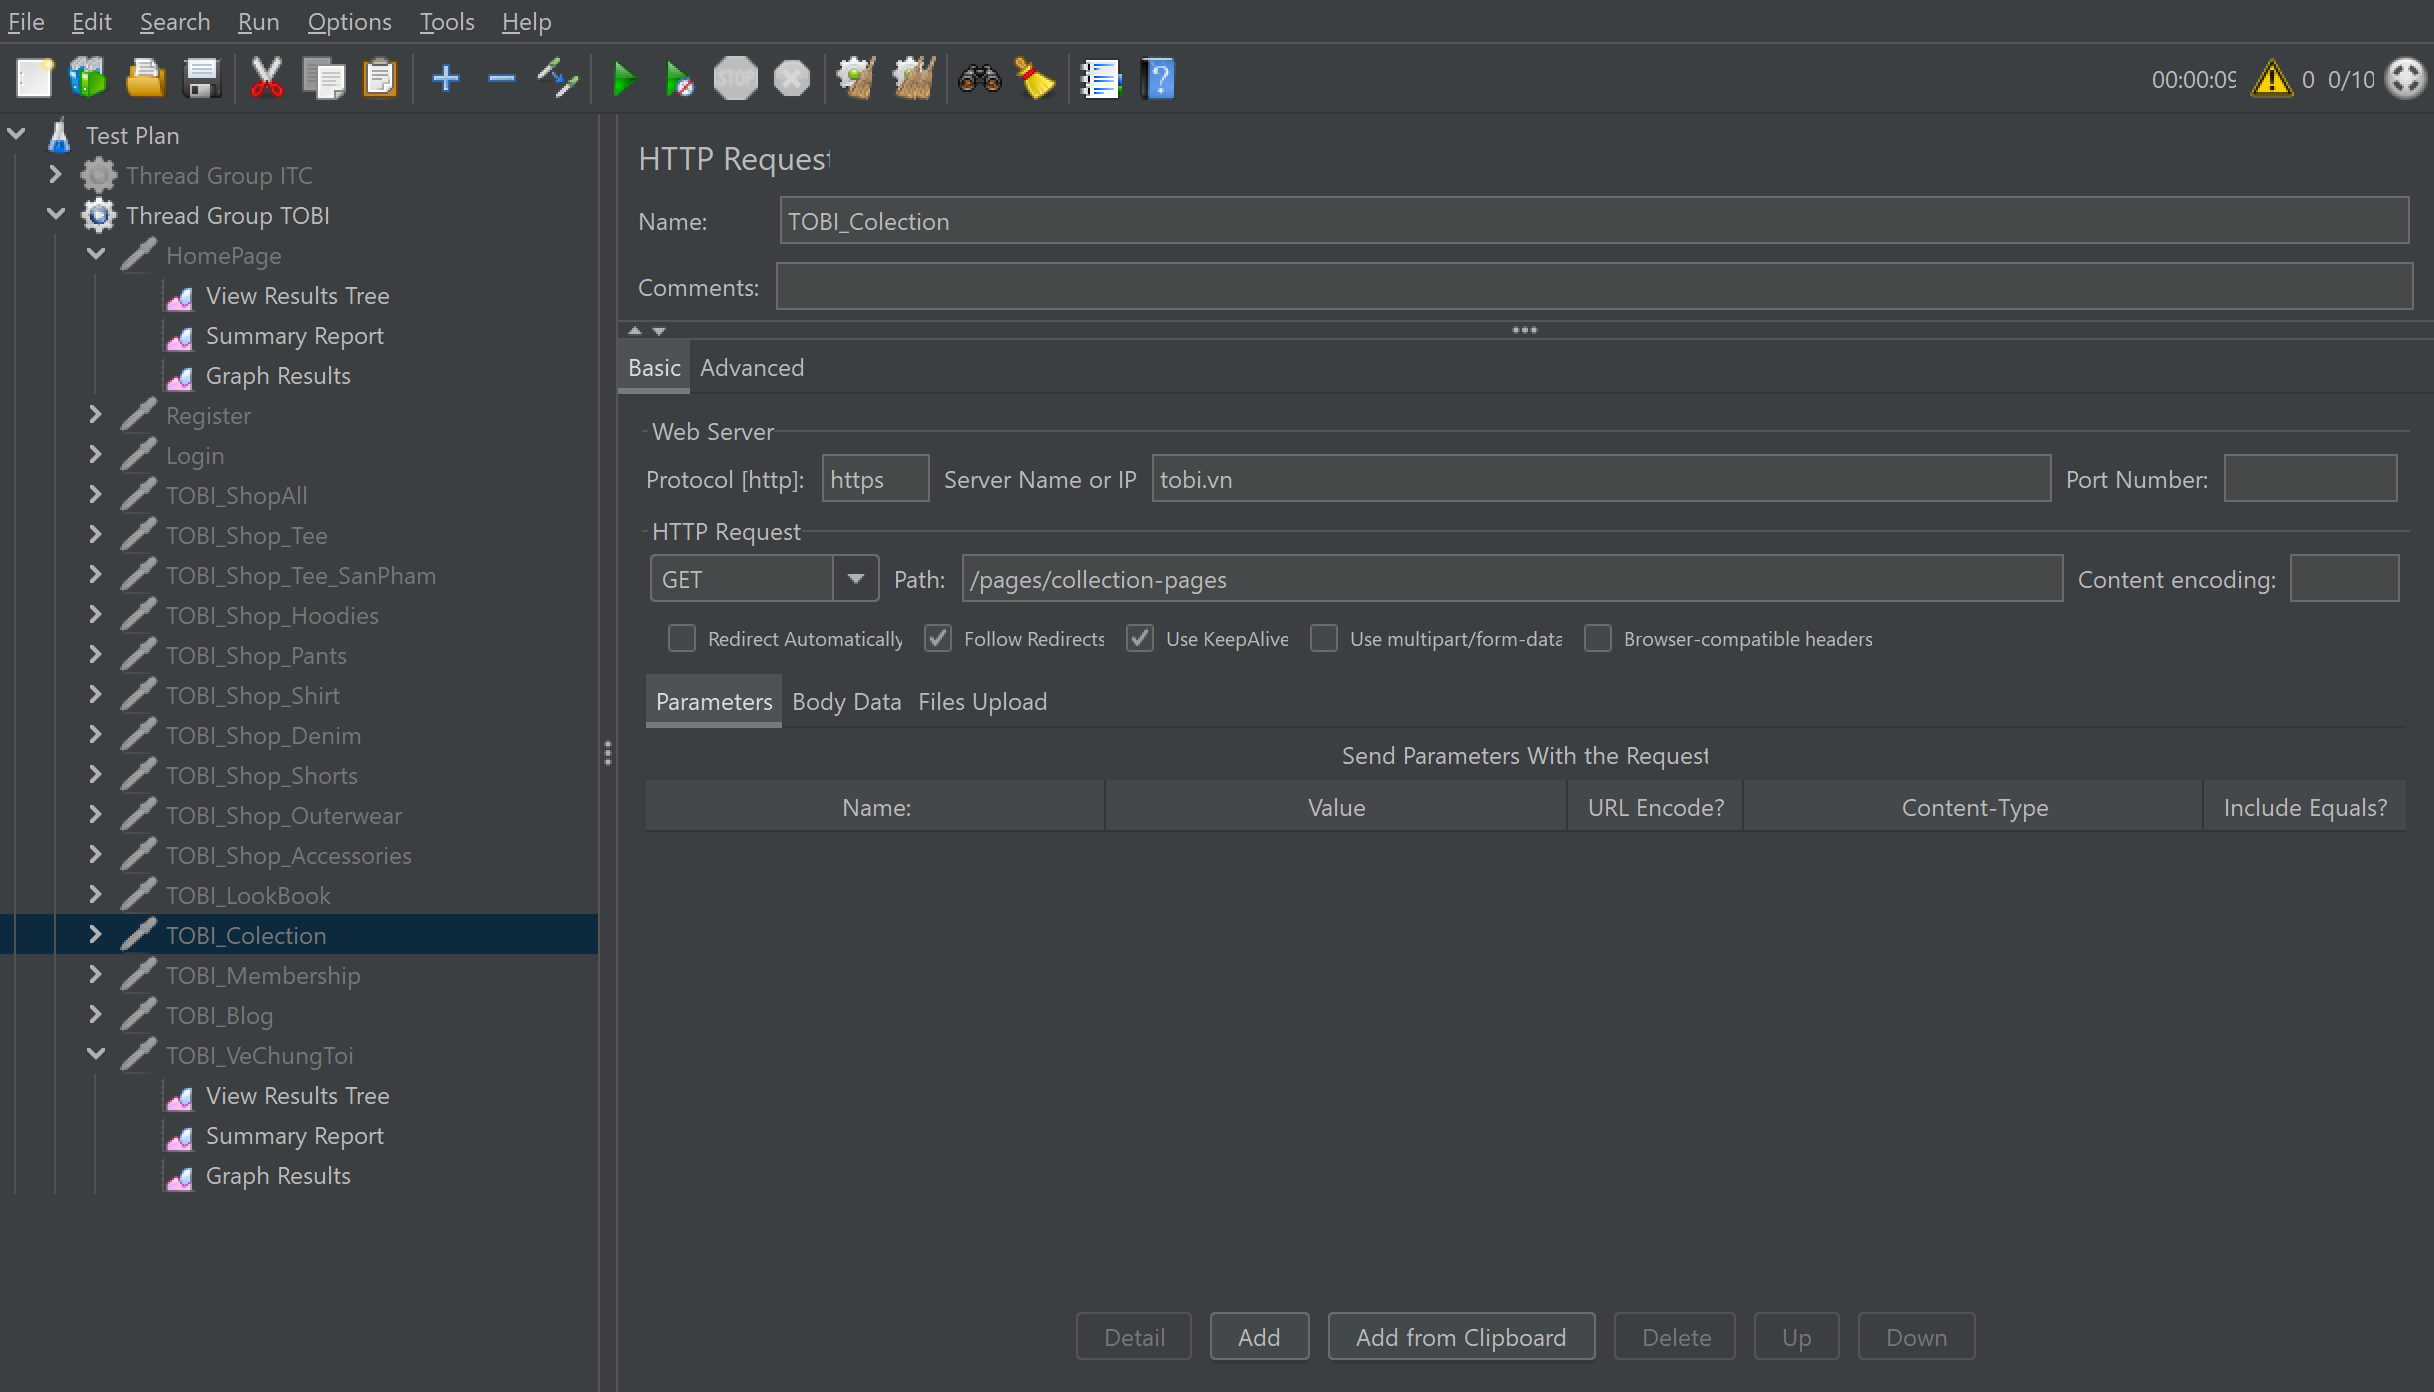 File Edit Search Run Options Tools Help
STOP
00:00:09 0 0/10
Test Plan
Thread Group ITC
Thread Group TOBI
HomePage
View Results Tree
Summary Report
Graph Results
Register
Login
TOBI_ShopAll
TOBI_Shop_Tee
TOBI_Shop_Tee_SanPham
TOBI_Shop_Hoodies
TOBI_Shop_Pants
TOBI_Shop_Shirt
TOBI_Shop_Denim
TOBI_Shop_Shorts
TOBI_Shop_Outerwear
TOBI_Shop_Accessories
TOBI_LookBook
TOBI_Colection
TOBI_Membership
TOBI_Blog
TOBI_VeChungToi
View Results Tree
Summary Report
Graph Results
HTTP Request
Name: TOBI_Colection
Comments:
Basic Advanced
Web Server
Protocol [http]: https Server Name or IP tobi.vn Port Number:
HTTP Request
GET Path: /pages/collection-pages Content encoding:
Redirect Automatically Follow Redirects Use KeepAlive Use multipart/form-data Browser-compatible headers
Parameters Body Data Files Upload
Send Parameters With the Request
Name: Value URL Encode? Content-Type Include Equals?
Detail Add Add from Clipboard Delete Up Down